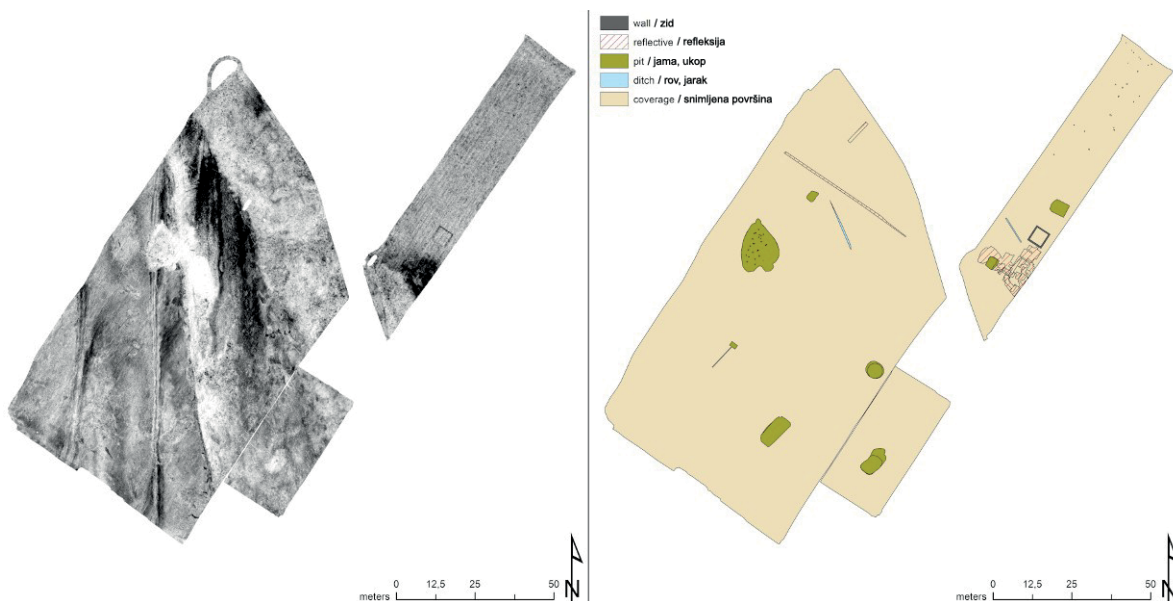 wall / zid
reflective / refleksija
pit / jama, ukop
ditch / rov, jarak
coverage / snimljena površina
N
0 12,5 25 50
meters
N
0 12,5 25 50
meters